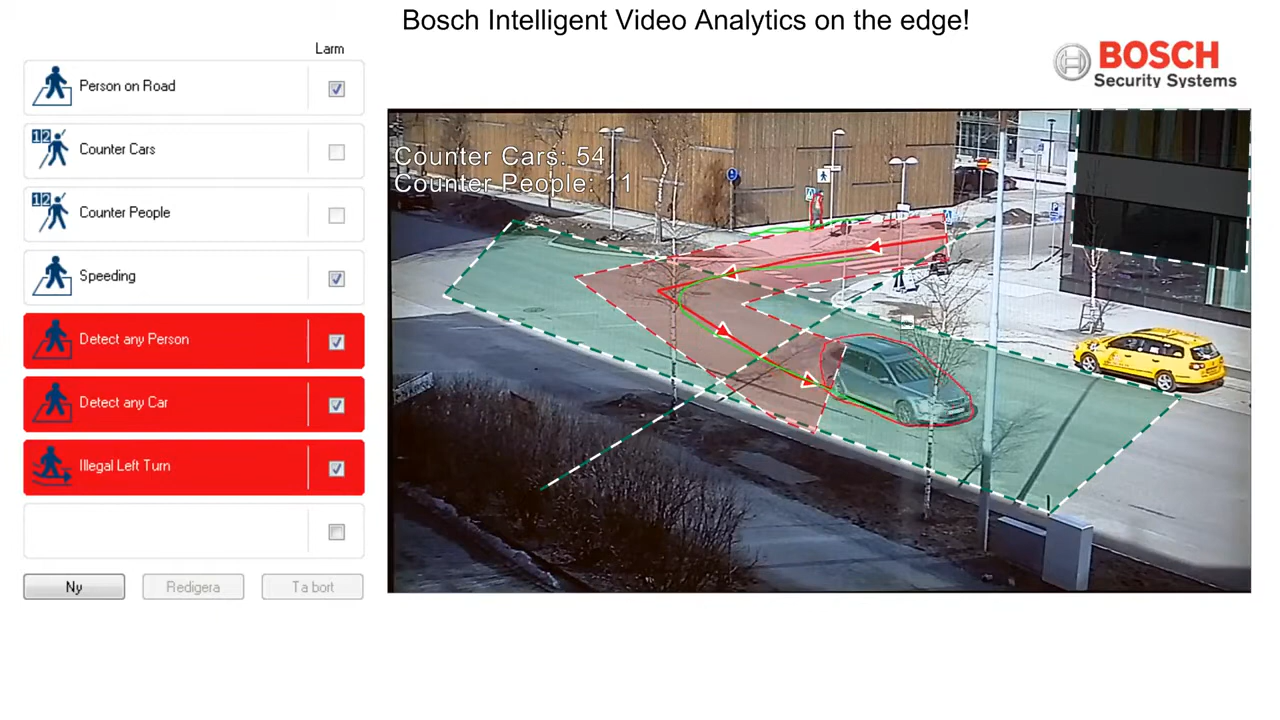 Bosch Intelligent Video Analytics on the edge!
Larm
BOSCH
Security Systems
Person on Road
Counter Cars
Counter People
Speeding
Detect any Person
Detect any Car
Illegal Left Turn
Ny
Redigera
Ta bort
Counter Cars: 54
Counter People: 11
12
12